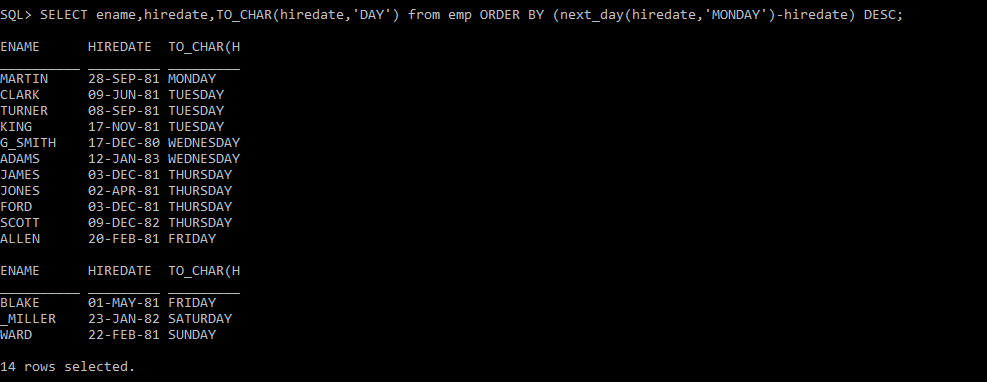 SQL> SELECT ename,hiredate,TO_CHAR(hiredate,'DAY') from emp ORDER BY (next_day(hiredate,'MONDAY')-hiredate) DESC;
ENAME      HIREDATE  TO_CHAR(H
__________ _________ _________
MARTIN     28-SEP-81 MONDAY
CLARK      09-JUN-81 TUESDAY
TURNER     08-SEP-81 TUESDAY
KING       17-NOV-81 TUESDAY
G_SMITH    17-DEC-80 WEDNESDAY
ADAMS      12-JAN-83 WEDNESDAY
JAMES      03-DEC-81 THURSDAY
JONES      02-APR-81 THURSDAY
FORD       03-DEC-81 THURSDAY
SCOTT      09-DEC-82 THURSDAY
ALLEN      20-FEB-81 FRIDAY
ENAME      HIREDATE  TO_CHAR(H
__________ _________ _________
BLAKE      01-MAY-81 FRIDAY
_MILLER    23-JAN-82 SATURDAY
WARD       22-FEB-81 SUNDAY
14 rows selected.